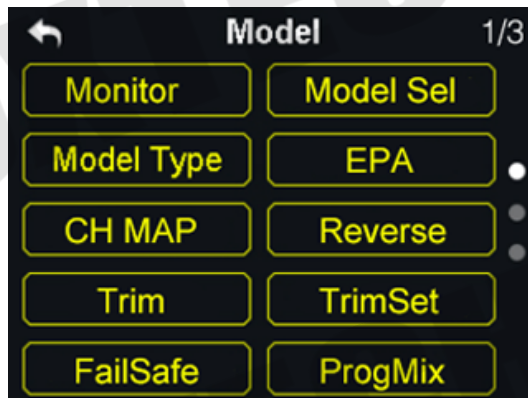 Model 1/3
Monitor Model Sel
Model Type EPA
CH MAP Reverse
Trim TrimSet
FailSafe ProgMix